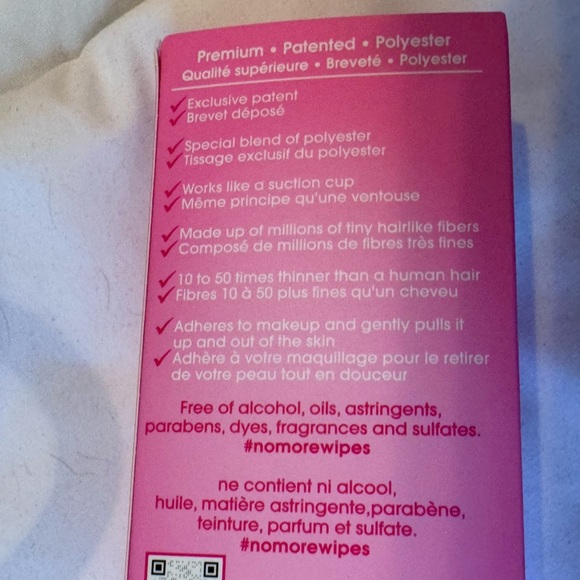 Premium • Patented • Polyester
Qualité supérieure • Breveté • Polyester
Exclusive patent
Brevet déposé
Special blend of polyester
Tissage exclusif du polyester
Works like a suction cup
Même principe qu'une ventouse
Made up of millions of tiny hairlike fibers
Composé de millions de fibres très fines
10 to 50 times thinner than a human hair
Fibres 10 à 50 plus fines qu'un cheveu
Adheres to makeup and gently pulls it
up and out of the skin
Adhère à votre maquillage pour le retirer
de votre peau tout en douceur
Free of alcohol, oils, astringents,
parabens, dyes, fragrances and sulfates.
#nomorewipes
ne contient ni alcool,
huile, matière astringente,parabène,
teinture, parfum et sulfate.
#nomorewipes